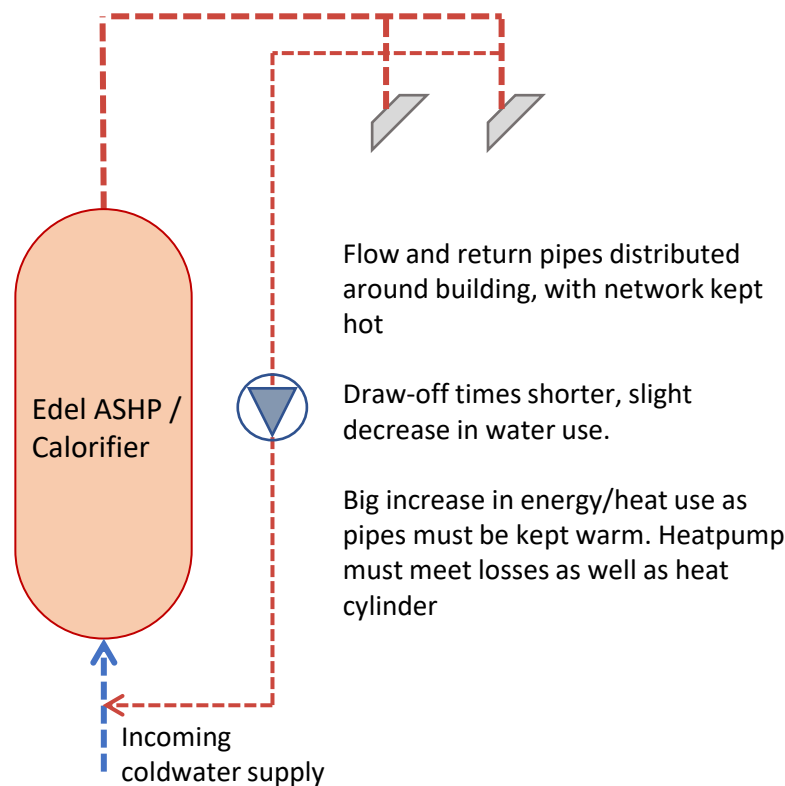 Flow and return pipes distributed
around building, with network kept
hot
Edel ASHP /
Calorifier
Draw-off times shorter, slight
decrease in water use.
Big increase in energy/heat use as
pipes must be kept warm. Heatpump
must meet losses as well as heat
cylinder
Incoming
coldwater supply